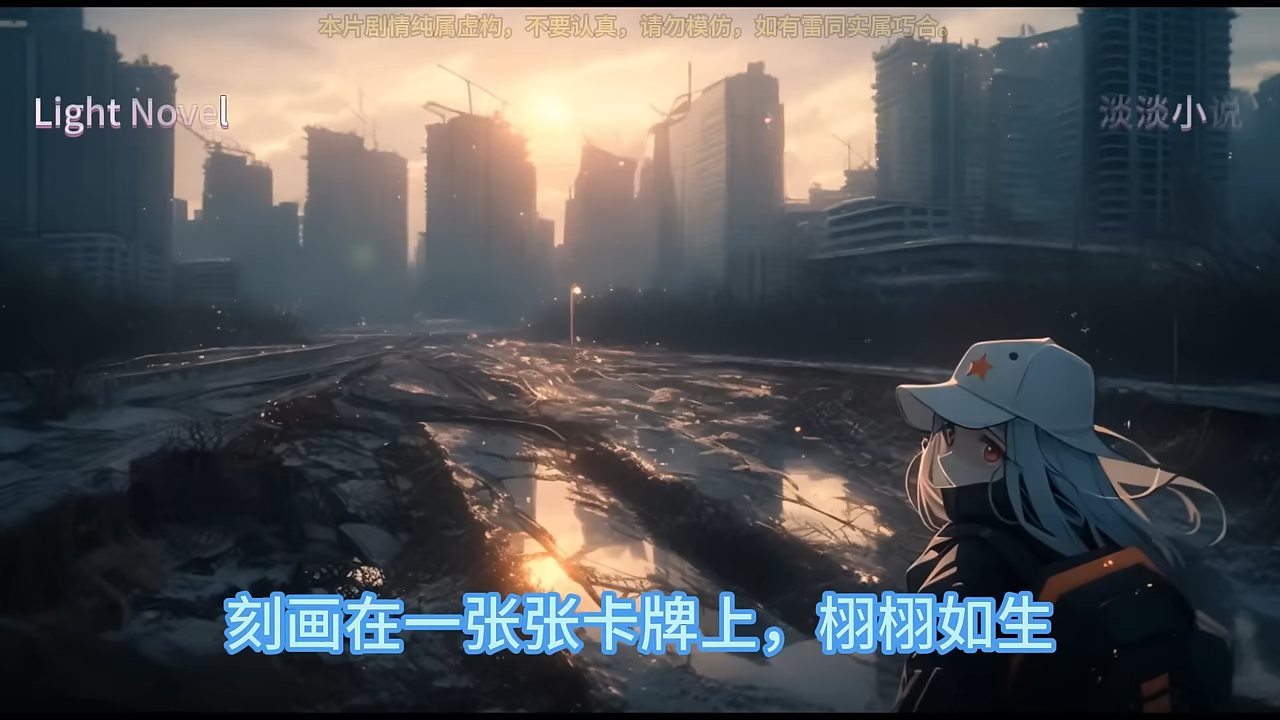 本片剧情纯属虚构，不要认真，请勿模仿，如有雷同实属巧合。
Light Novel
淡淡小说
刻画在一张张卡牌上，栩栩如生